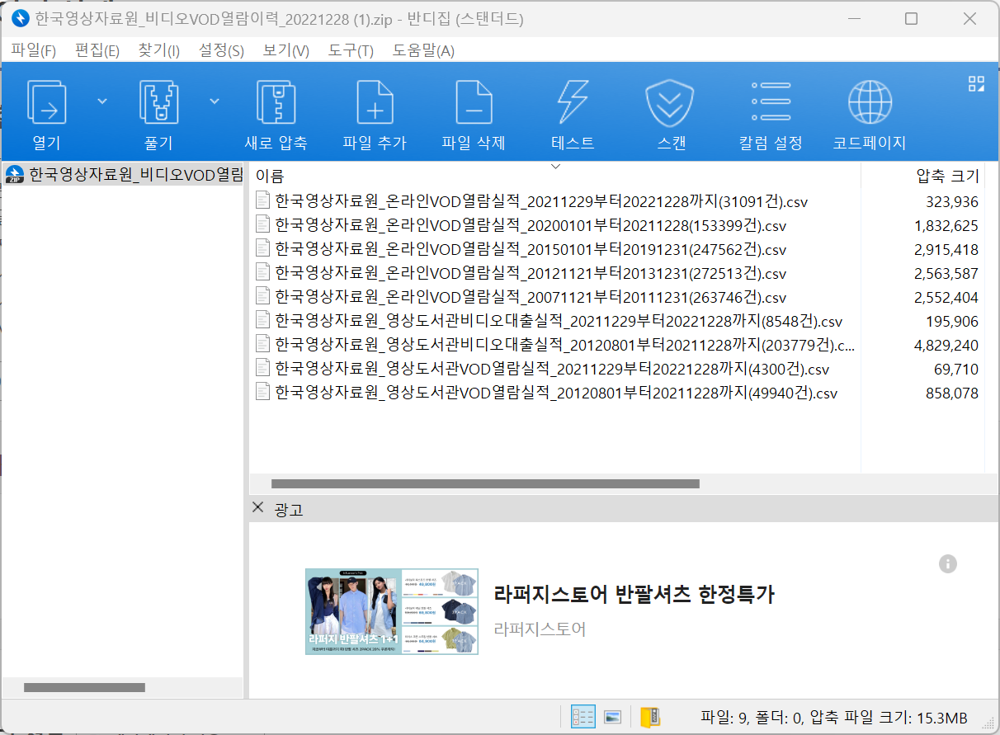 한국영상자료원_비디오VOD열람이력_20221228 (1).zip - 반디집 (스탠더드)
파일(F) 편집(E) 찾기(I) 설정(S) 보기(V) 도구(T) 도움말(A)
열기 풀기 새로 압축 파일 추가 파일 삭제 테스트 스캔 칼럼 설정 코드페이지
한국영상자료원_비디오VOD열람
이름 압축 크기
한국영상자료원_온라인VOD열람실적_20211229부터20221228까지(31091건).csv 323,936
한국영상자료원_온라인VOD열람실적_20200101부터20211228(153399건).csv 1,832,625
한국영상자료원_온라인VOD열람실적_20150101부터20191231(247562건).csv 2,915,418
한국영상자료원_온라인VOD열람실적_20121121부터20131231(272513건).csv 2,563,587
한국영상자료원_온라인VOD열람실적_20071121부터20111231(263746건).csv 2,552,404
한국영상자료원_영상도서관비디오대출실적_20211229부터20221228까지(8548건).csv 195,906
한국영상자료원_영상도서관비디오대출실적_20120801부터20211228까지(203779건).c... 4,829,240
한국영상자료원_영상도서관VOD열람실적_20211229부터20221228까지(4300건).csv 69,710
한국영상자료원_영상도서관VOD열람실적_20120801부터20211228까지(49940건).csv 858,078
광고
라퍼지 반팔셔츠 1+1
라퍼지스토어 반팔셔츠 한정특가
라퍼지스토어
파일: 9, 폴더: 0, 압축 파일 크기: 15.3MB